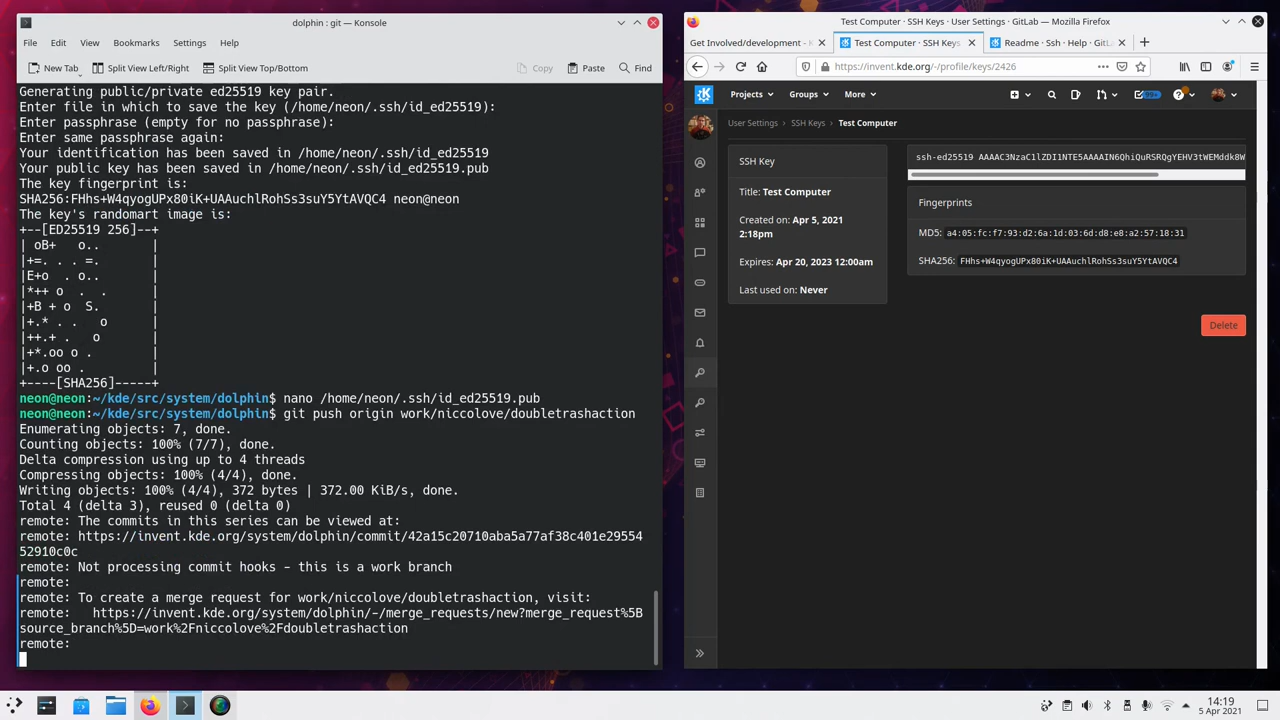 dolphin : git — Konsole
File Edit View Bookmarks Settings Help
New Tab Split View Left/Right Split View Top/Bottom Copy Paste Find
Generating public/private ed25519 key pair.
Enter file in which to save the key (/home/neon/.ssh/id_ed25519):
Enter passphrase (empty for no passphrase):
Enter same passphrase again:
Your identification has been saved in /home/neon/.ssh/id_ed25519
Your public key has been saved in /home/neon/.ssh/id_ed25519.pub
The key fingerprint is:
SHA256:FHhs+W4qyogUPx80iK+UAAuchlRohSs3suY5YtAVQC4 neon@neon
The key's randomart image is:
+--[ED25519 256]--+
| oB+   o..       |
|+=. . . =.       |
|E+o  . o..       |
|*++ o  .  .      |
|+B + o  S.       |
|+.* . .   o      |
|++.+ .   o       |
|+*.oo o .        |
|+.o oo .         |
+----[SHA256]-----+
neon@neon:~/kde/src/system/dolphin$ nano /home/neon/.ssh/id_ed25519.pub
neon@neon:~/kde/src/system/dolphin$ git push origin work/niccolove/doubletrashaction
Enumerating objects: 7, done.
Counting objects: 100% (7/7), done.
Delta compression using up to 4 threads
Compressing objects: 100% (4/4), done.
Writing objects: 100% (4/4), 372 bytes | 372.00 KiB/s, done.
Total 4 (delta 3), reused 0 (delta 0)
remote: The commits in this series can be viewed at:
remote: https://invent.kde.org/system/dolphin/commit/42a15c20710aba5a77af38c401e29554
52910c0c
remote: Not processing commit hooks - this is a work branch
remote:
remote: To create a merge request for work/niccolove/doubletrashaction, visit:
remote:   https://invent.kde.org/system/dolphin/-/merge_requests/new?merge_request%5B
source_branch%5D=work%2Fniccolove%2Fdoubletrashaction
remote:
Test Computer · SSH Keys · User Settings · GitLab — Mozilla Firefox
Get Involved/development - K Test Computer · SSH Keys Readme · Ssh · Help · GitLa
https://invent.kde.org/-/profile/keys/2426
Projects Groups More 99+
User Settings > SSH Keys > Test Computer
SSH Key
Title: Test Computer
Created on: Apr 5, 2021
2:18pm
Expires: Apr 20, 2023 12:00am
Last used on: Never
ssh-ed25519 AAAAC3NzaC1lZDI1NTE5AAAAIN6QhiQuRSRQgYEHV3tWEMddk8W
Fingerprints
MD5: a4:05:fc:f7:93:d2:6a:1d:03:6d:d8:e8:a2:57:18:31
SHA256: FHhs+W4qyogUPx80iK+UAAuchlRohSs3suY5YtAVQC4
Delete
14:19
5 Apr 2021